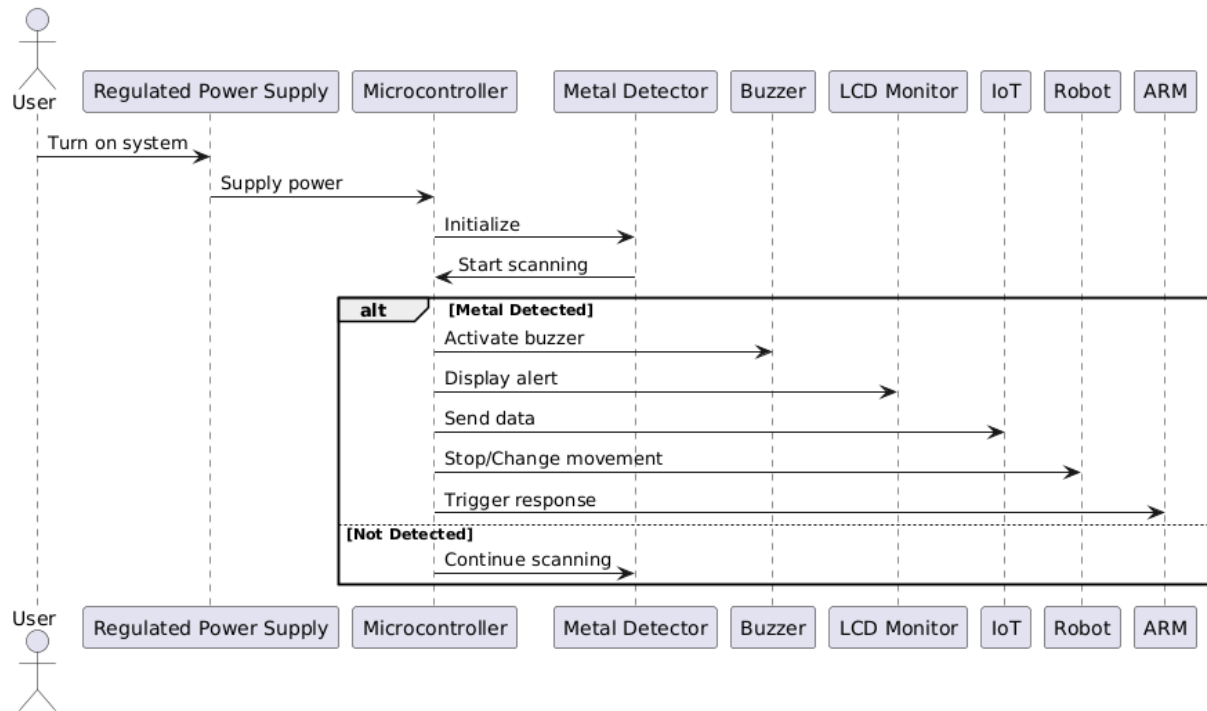 User
Regulated Power Supply Microcontroller Metal Detector Buzzer LCD Monitor IoT Robot ARM
Turn on system
Supply power
Initialize
Start scanning
alt [Metal Detected]
Activate buzzer
Display alert
Send data
Stop/Change movement
Trigger response
[Not Detected]
Continue scanning
User
Regulated Power Supply Microcontroller Metal Detector Buzzer LCD Monitor IoT Robot ARM